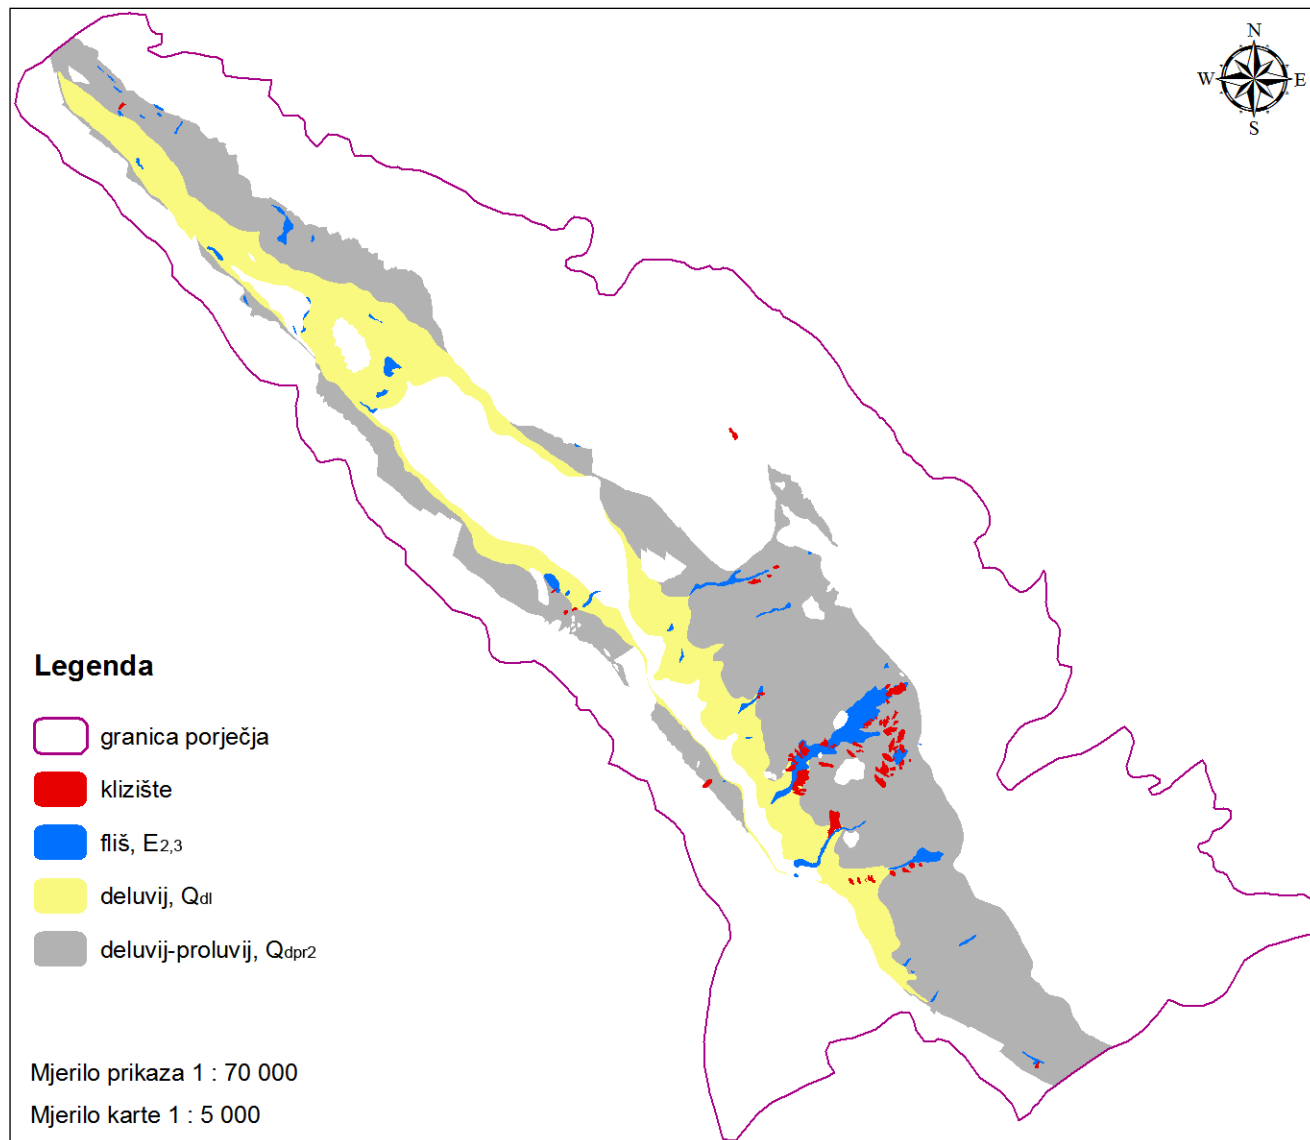 N
W E
S
Legenda
granica porječja
klizište
fliš, E2,3
deluvij, Qdl
deluvij-proluvij, Qdpr2
Mjerilo prikaza 1 : 70 000
Mjerilo karte 1 : 5 000